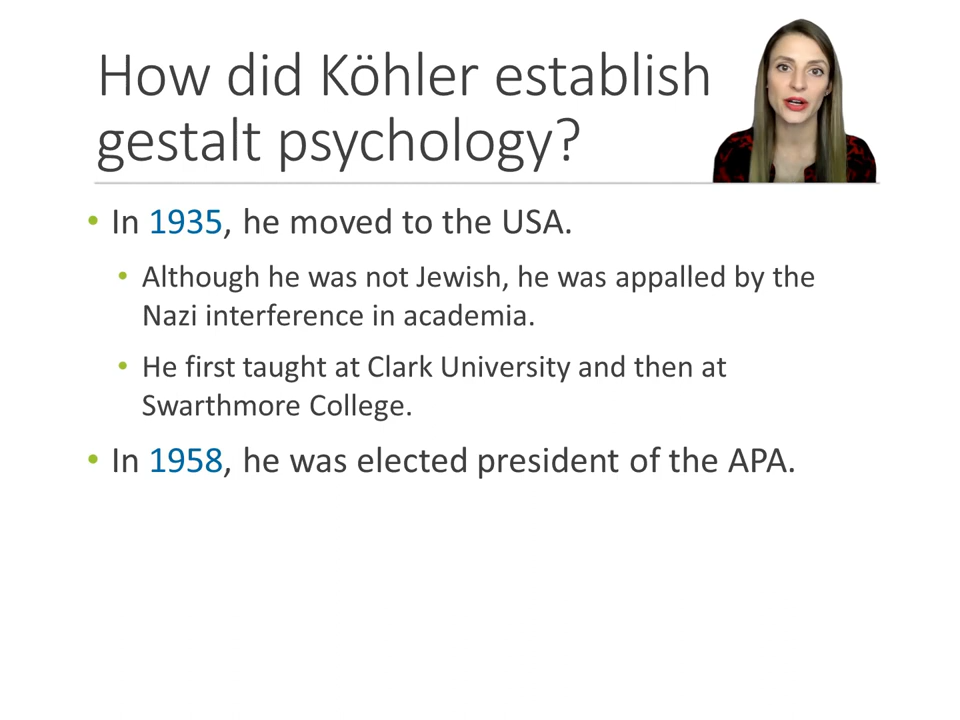 How did Köhler establish
gestalt psychology?
• In 1935, he moved to the USA.
• Although he was not Jewish, he was appalled by the
Nazi interference in academia.
• He first taught at Clark University and then at
Swarthmore College.
• In 1958, he was elected president of the APA.